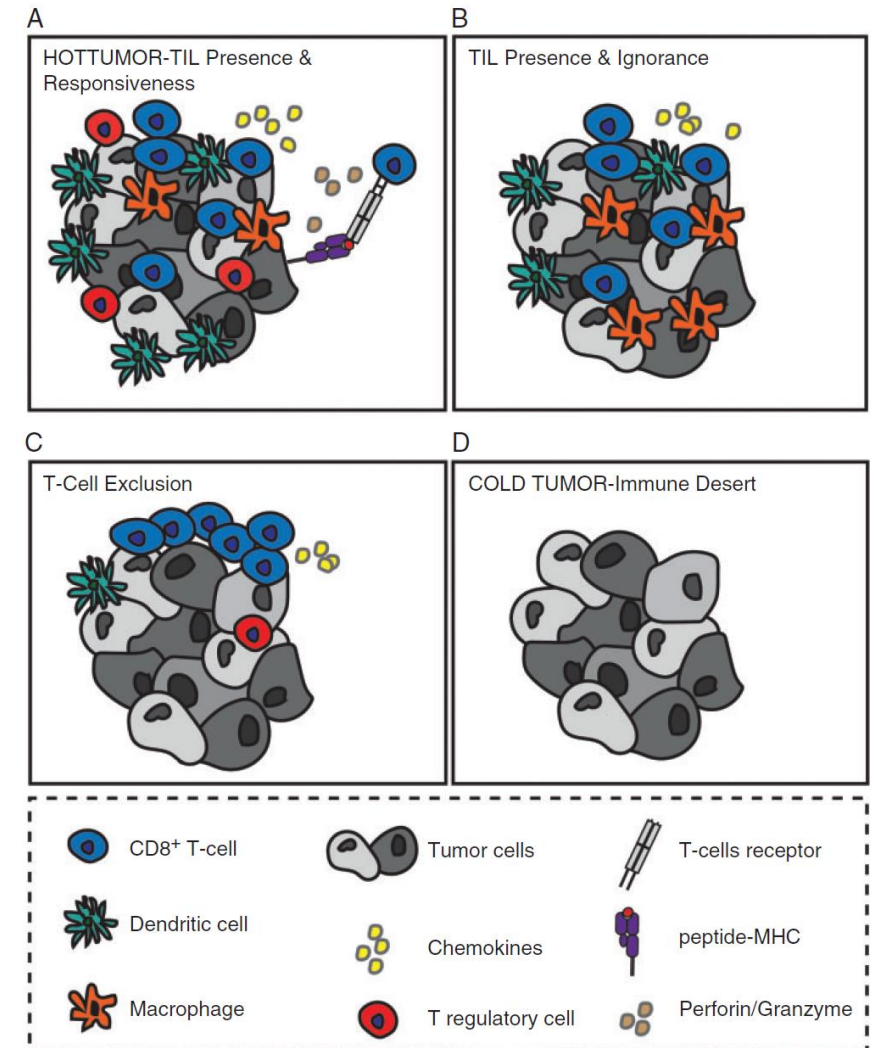 A
HOTTUMOR-TIL Presence &
Responsiveness
B
TIL Presence & Ignorance
C
T-Cell Exclusion
D
COLD TUMOR-Immune Desert
CD8+ T-cell
Tumor cells
T-cells receptor
Dendritic cell
Chemokines
peptide-MHC
Macrophage
T regulatory cell
Perforin/Granzyme